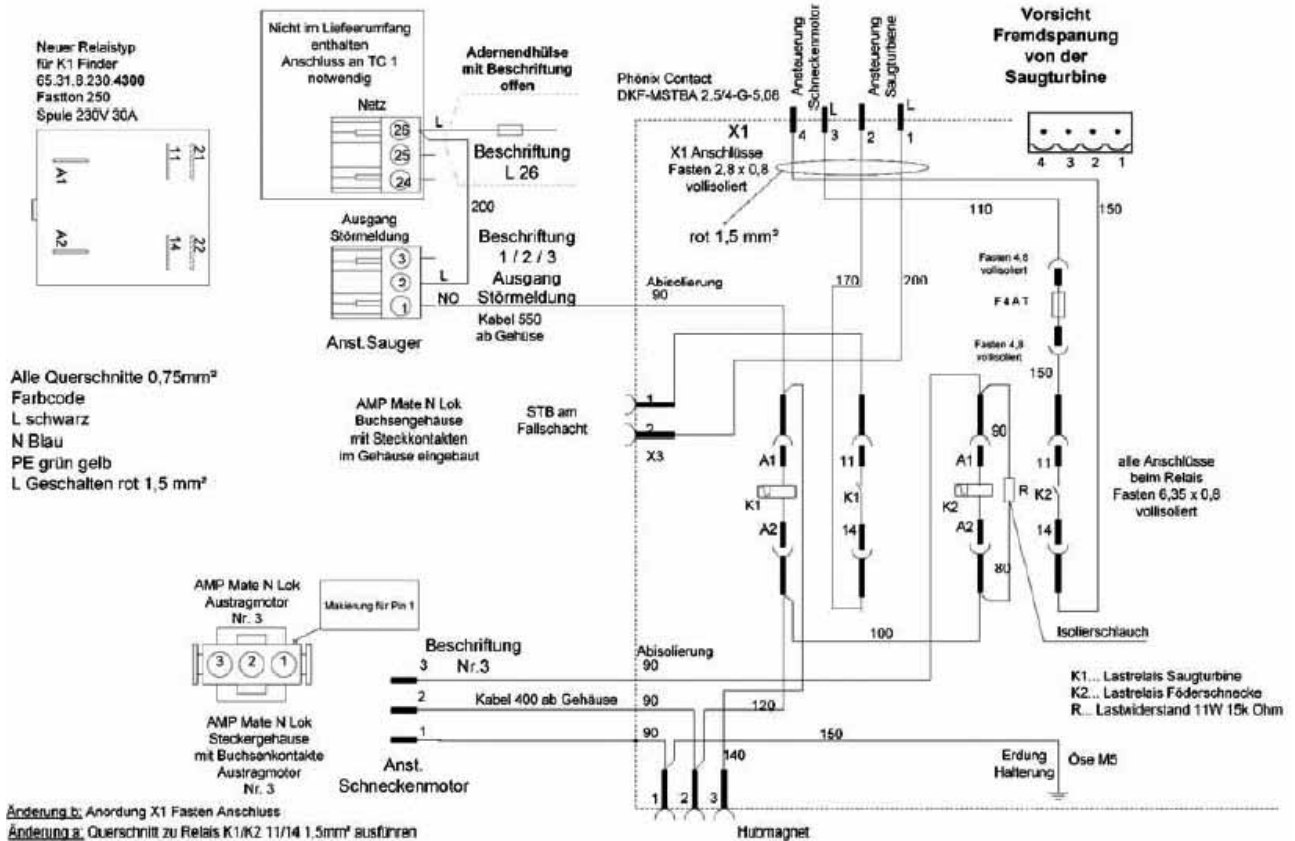 Neuer Relaistyp
für K1 Finder
65.31.8.230.4300
Fastton 250
Spule 230V 30A
A1
A2
11
21
14
22
Nicht im Liefeerumfang
enthalten
Anschluss an TC 1
notwendig
Netz
26
25
24
L
Adernendhülse
mit Beschriftung
offen
Beschriftung
L 26
200
Ausgang
Störmeldung
3
2
1
L
NO
Anst.Sauger
Beschriftung
1 / 2 / 3
Ausgang
Störmeldung
Kabel 550
ab Gehüse
Phönix Contact
DKF-MSTBA 2,5/4-G-5,08
X1
X1 Anschlüsse
Fasten 2,8 x 0,8
vollisoliert
rot 1,5 mm²
Ansteuerung
Schneckenmotor
Ansteuerung
Saugturbiene
L
L
4
3
2
1
Vorsicht
Fremdspanung
von der
Saugturbine
4 3 2 1
110
150
Abisolierung
90
170
200
Fasten 4,8
vollisoliert
F 4 A T
Fasten 4,8
vollisoliert
150
Alle Querschnitte 0,75mm²
Farbcode
L schwarz
N Blau
PE grün gelb
L Geschalten rot 1,5 mm²
AMP Mate N Lok
Buchsengehäuse
mit Steckkontakten
im Gehäuse eingebaut
STB am
Fallschacht
1
2
X3
A1
K1
A2
11
K1
14
A1
K2
A2
90
R
80
11
K2
14
alle Anschlüsse
beim Relais
Fasten 6,35 x 0,8
vollisoliert
100
Isolierschlauch
AMP Mate N Lok
Austragmotor
Nr. 3
Makierung für Pin 1
3 2 1
AMP Mate N Lok
Steckergehäuse
mit Buchsenkontakte
Austragmotor
Nr. 3
Beschriftung
Nr.3
3
2
1
Kabel 400 ab Gehäuse
Anst.
Schneckenmotor
Abisolierung
90
90
90
120
140
150
1
2
3
Hubmagnet
Erdung
Halterung
Öse M5
K1... Lastrelais Saugturbine
K2... Lastrelais Föderschnecke
R... Lastwiderstand 11W 15k Ohm
Änderung b: Anordung X1 Fasten Anschluss
Änderung a: Querschnitt zu Relais K1/K2 11/14 1,5mm² ausführen